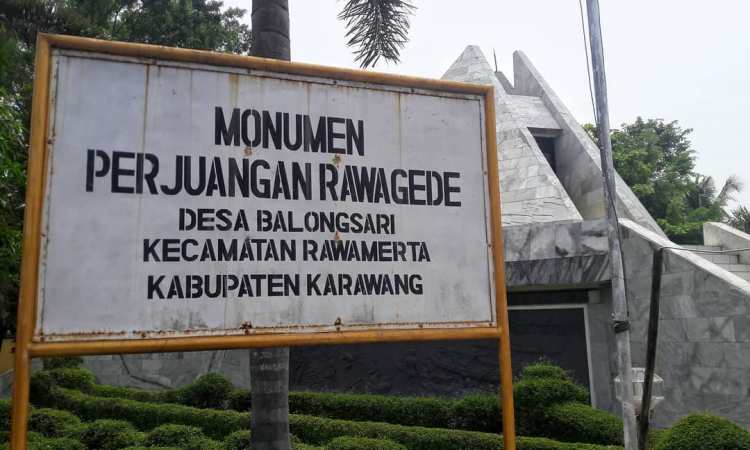 MONUMEN
PERJUANGAN RAWAGEDE
DESA BALONGSARI
KECAMATAN RAWAMERTA
KABUPATEN KARAWANG